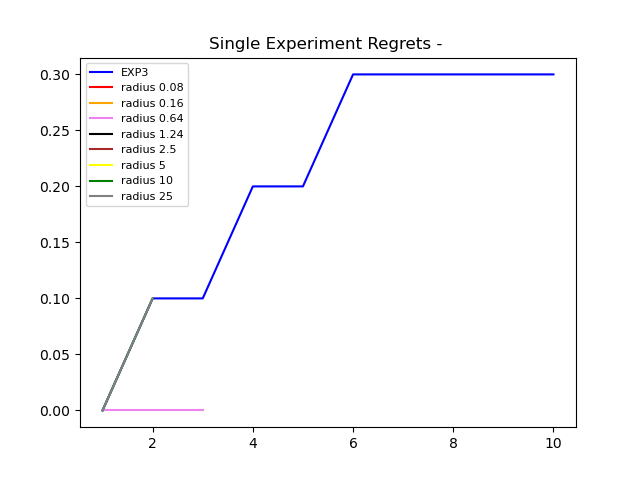 Single Experiment Regrets -
EXP3
radius 0.08
radius 0.16
radius 0.64
radius 1.24
radius 2.5
radius 5
radius 10
radius 25
0.30
0.25
0.20
0.15
0.10
0.05
0.00
2 4 6 8 10